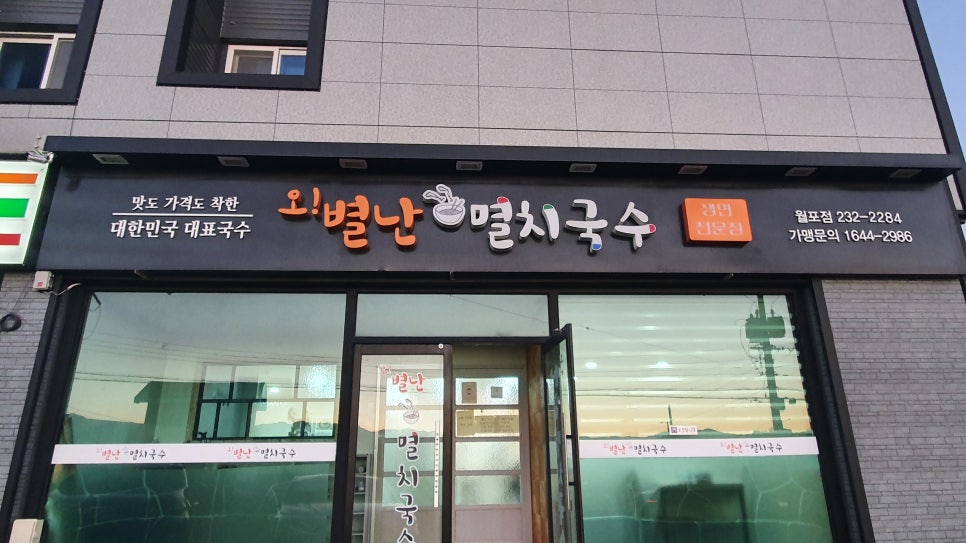 맛도 가격도 착한
대한민국 대표국수
오! 별난 멸치국수
생면
전문점
월포점 232-2284
가맹문의 1644-2986
오! 별난 멸치국수
별난 멸치국수
별난 멸치국수
별난 멸치국수
별난 멸치국수